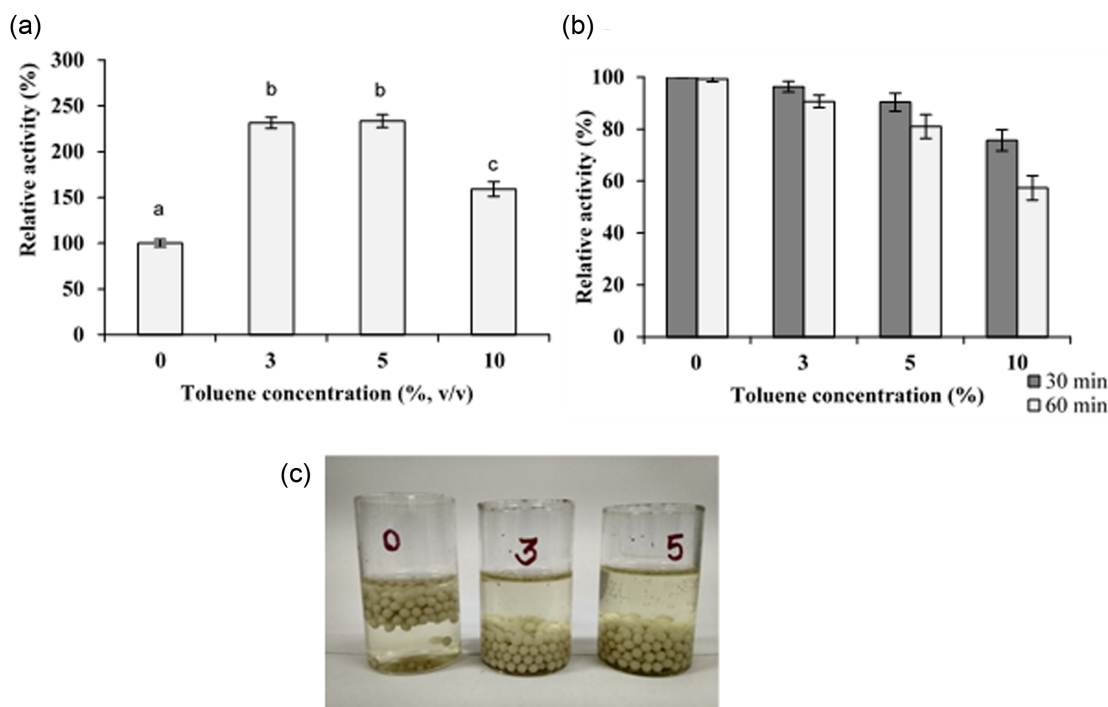 (a)
300
250
200
150
100
50
0
Relative activity (%)
a
b
b
c
0 3 5 10
Toluene concentration (%, v/v)
(b)
100
80
60
40
20
0
Relative activity (%)
0 3 5 10
Toluene concentration (%)
30 min
60 min
(c)
0 3 5